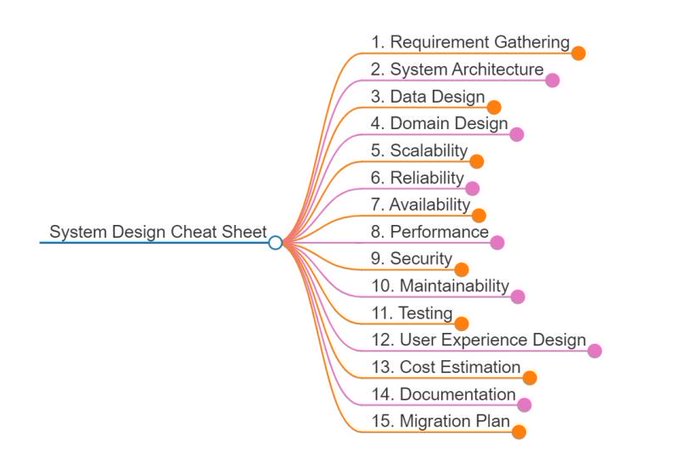 System Design Cheat Sheet
1. Requirement Gathering
2. System Architecture
3. Data Design
4. Domain Design
5. Scalability
6. Reliability
7. Availability
8. Performance
9. Security
10. Maintainability
11. Testing
12. User Experience Design
13. Cost Estimation
14. Documentation
15. Migration Plan